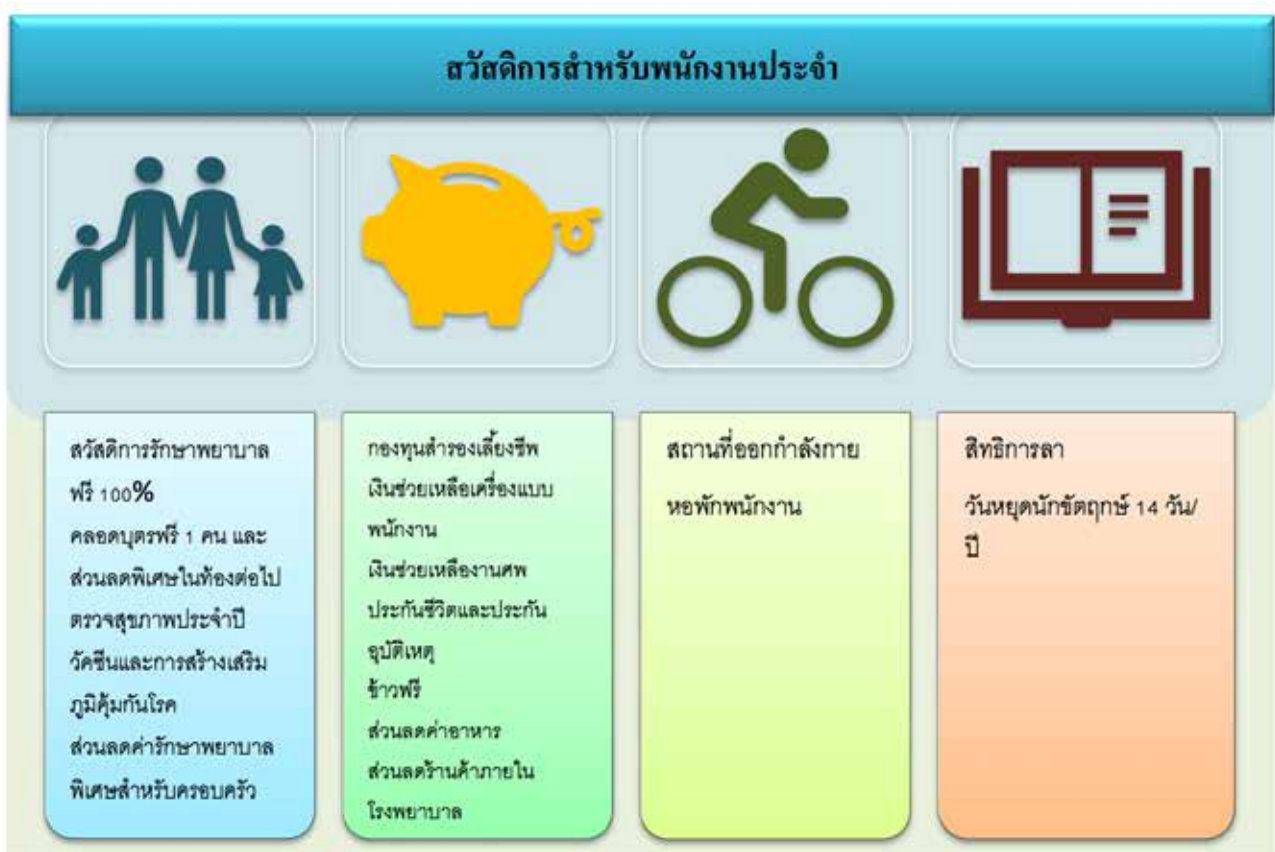 สวัสดิการสำหรับพนักงานประจำ
สวัสดิการรักษาพยาบาล
ฟรี 100%
คลอดบุตรฟรี 1 คน และ
ส่วนลดพิเศษในท้องต่อไป
ตรวจสุขภาพประจำปี
วัคซีนและการสร้างเสริม
ภูมิคุ้มกันโรค
ส่วนลดค่ารักษาพยาบาล
พิเศษสำหรับครอบครัว
กองทุนสำรองเลี้ยงชีพ
เงินช่วยเหลือเครื่องแบบ
พนักงาน
เงินช่วยเหลืองานศพ
ประกันชีวิตและประกัน
อุบัติเหตุ
ข้าวฟรี
ส่วนลดค่าอาหาร
ส่วนลดร้านค้าภายใน
โรงพยาบาล
สถานที่ออกกำลังกาย
หอพักพนักงาน
สิทธิการลา
วันหยุดนักขัตฤกษ์ 14 วัน/
ปี